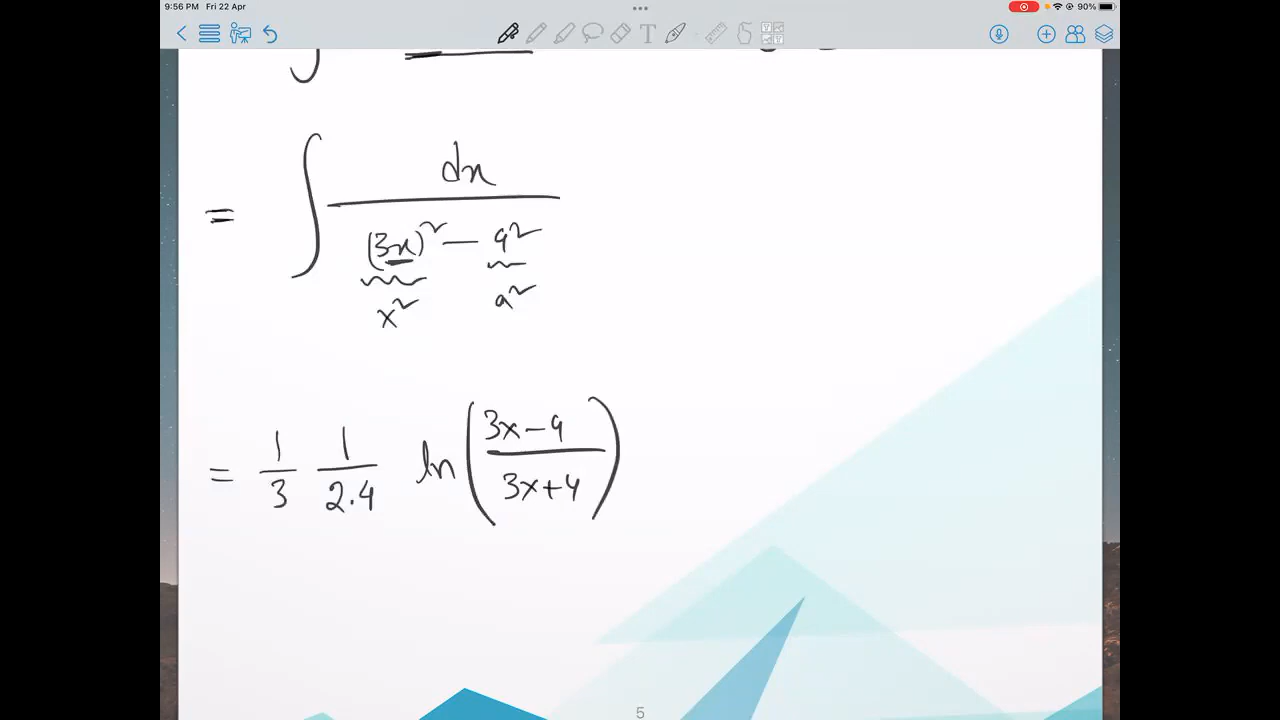 9:56 PM Fri 22 Apr
90%
= ∫ dx / ((3x)² − 4²)
x² a²
= 1/3 1/2.4 ln((3x−4)/(3x+4))
5